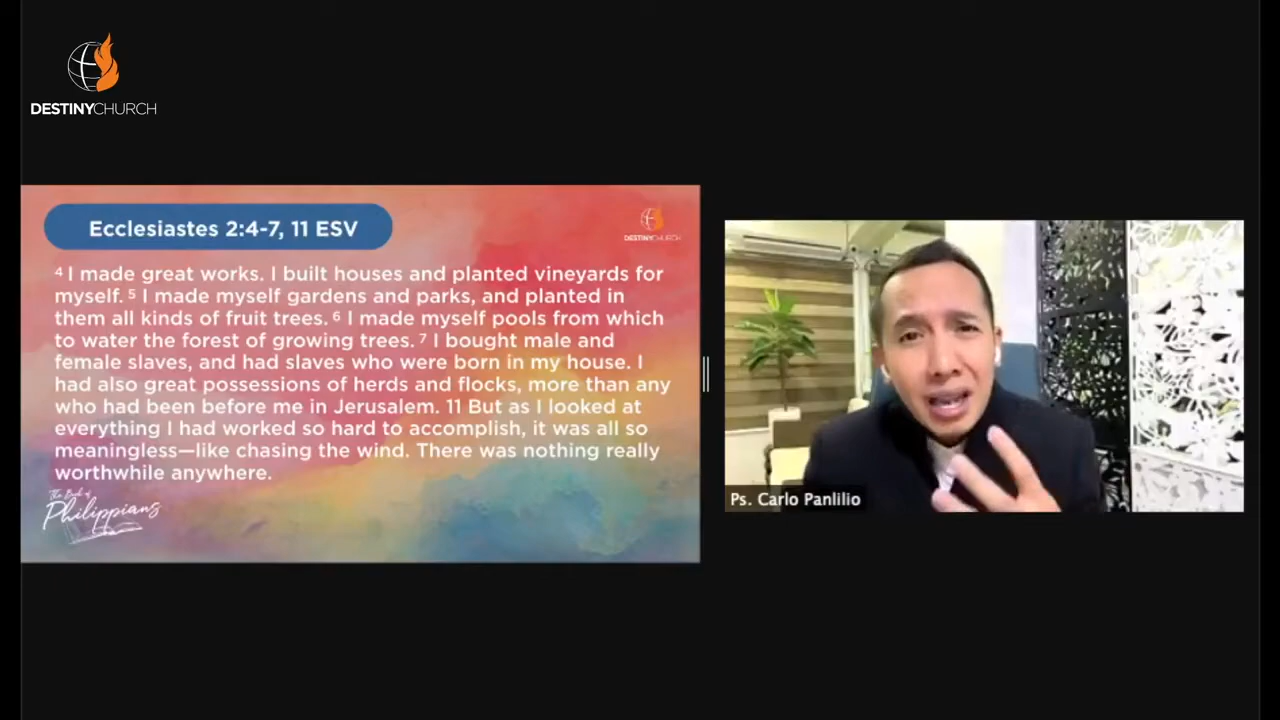 DESTINYCHURCH
Ecclesiastes 2:4-7, 11 ESV
DESTINYCHURCH
4 I made great works. I built houses and planted vineyards for
myself. 5 I made myself gardens and parks, and planted in
them all kinds of fruit trees. 6 I made myself pools from which
to water the forest of growing trees. 7 I bought male and
female slaves, and had slaves who were born in my house. I
had also great possessions of herds and flocks, more than any
who had been before me in Jerusalem. 11 But as I looked at
everything I had worked so hard to accomplish, it was all so
meaningless—like chasing the wind. There was nothing really
worthwhile anywhere.
The Book of
Philippians
Ps. Carlo Panlilio